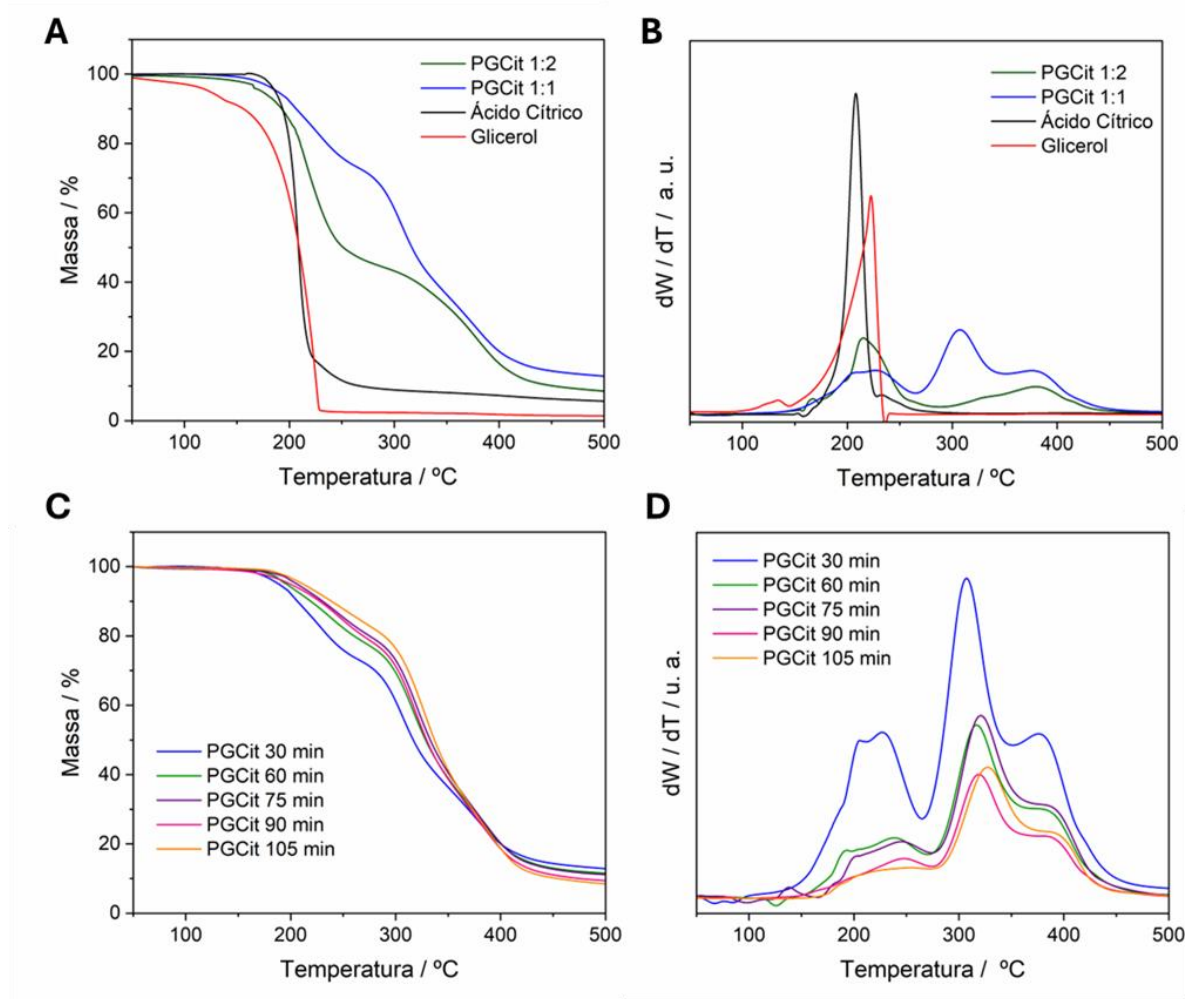 A
100
80
60
40
20
0
Massa / %
PGCit 1:2
PGCit 1:1
Ácido Cítrico
Glicerol
100
200
300
400
500
Temperatura / ºC
B
dW / dT / a. u.
PGCit 1:2
PGCit 1:1
Ácido Cítrico
Glicerol
100
200
300
400
500
Temperatura / ºC
C
100
80
60
40
20
0
Massa / %
PGCit 30 min
PGCit 60 min
PGCit 75 min
PGCit 90 min
PGCit 105 min
100
200
300
400
500
Temperatura / ºC
D
dW / dT / u. a.
PGCit 30 min
PGCit 60 min
PGCit 75 min
PGCit 90 min
PGCit 105 min
100
200
300
400
500
Temperatura / ºC